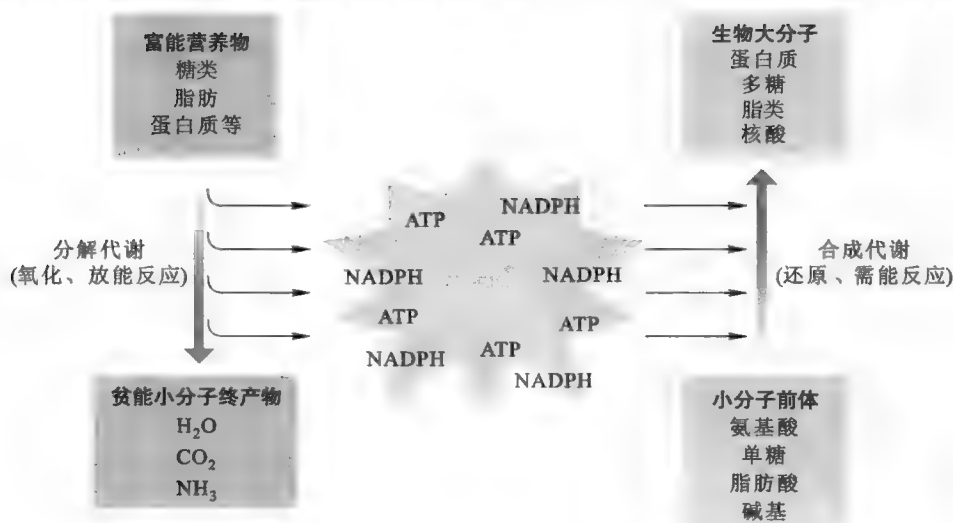 富能营养物
糖类
脂肪
蛋白质等
生物大分子
蛋白质
多糖
脂类
核酸
ATP
NADPH
ATP
分解代谢
(氧化、放能反应)
NADPH
NADPH
合成代谢
(还原、需能反应)
ATP
ATP
NADPH
ATP
NADPH
贫能小分子终产物
H₂O
CO₂
NH₃
小分子前体
氨基酸
单糖
脂肪酸
碱基